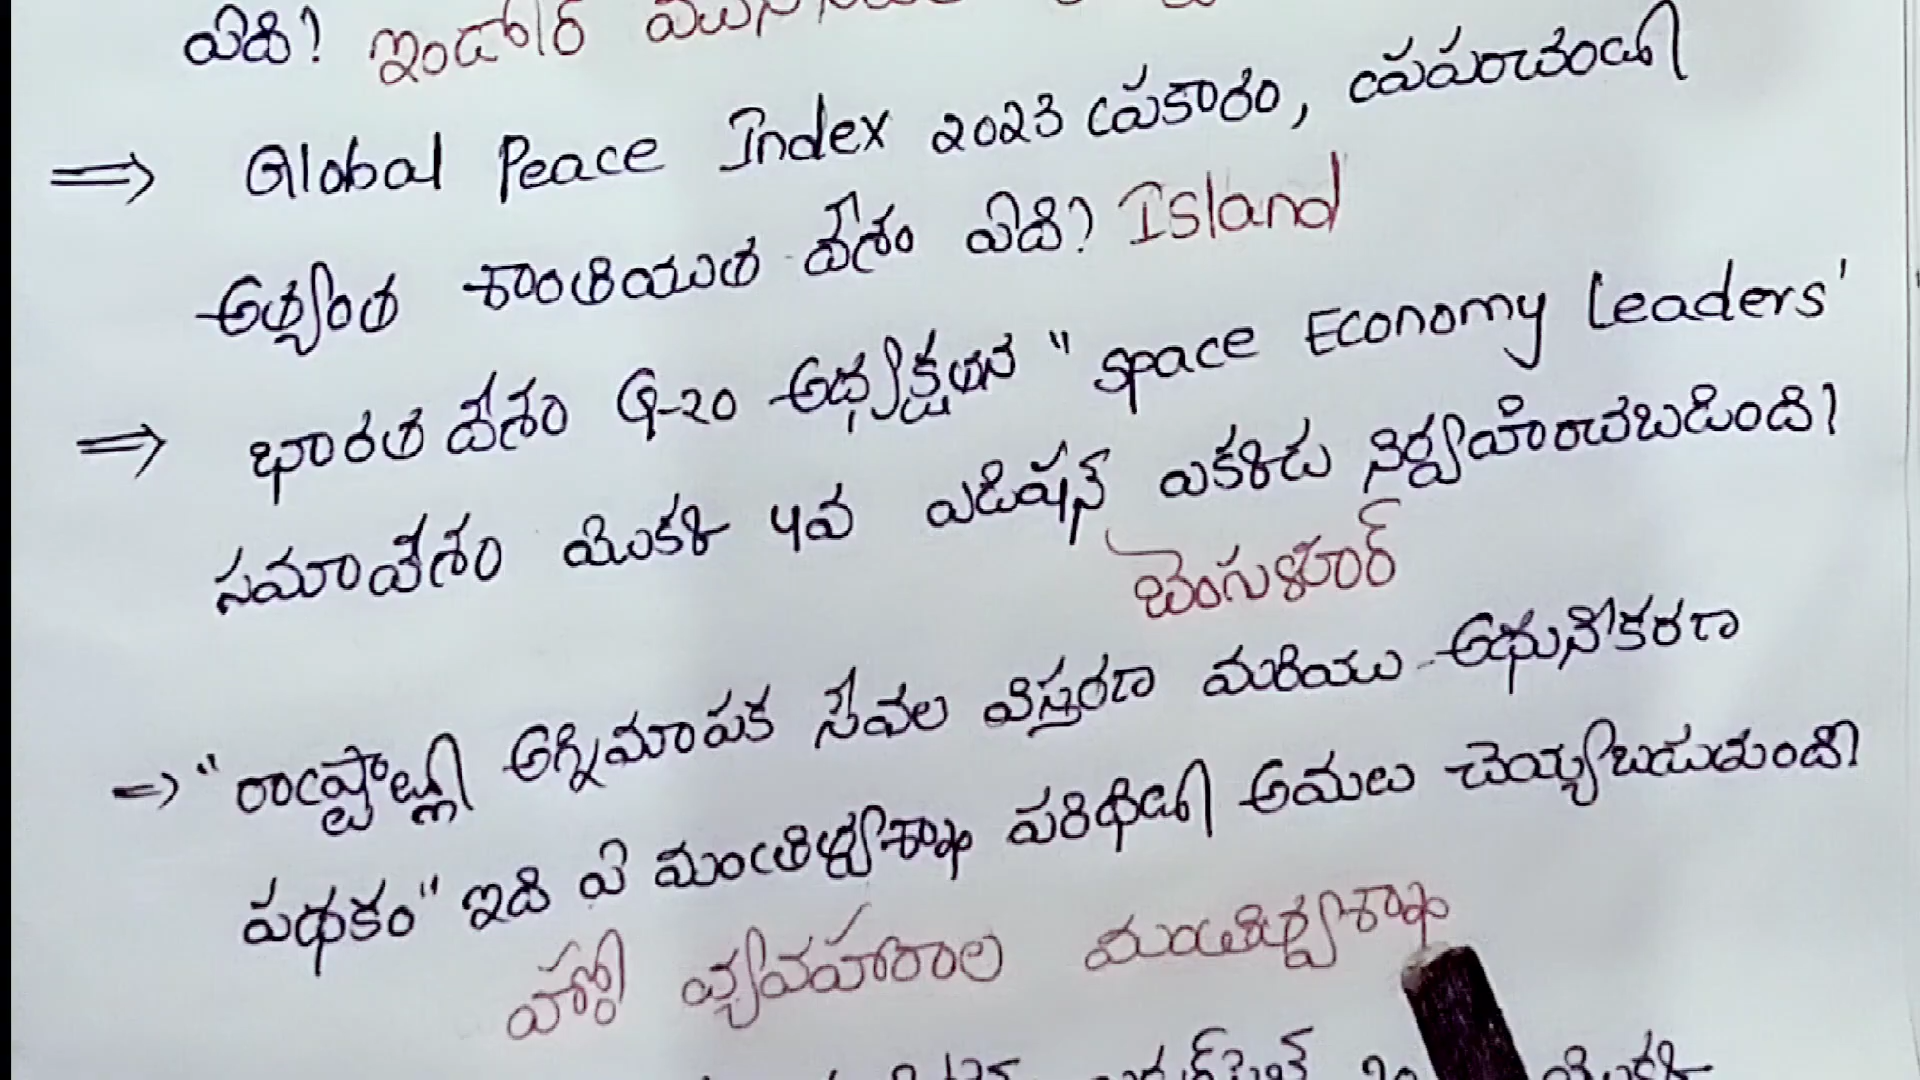 ఏది? ఇండోర్
⇒ Global Peace Index 2023 ప్రకారం, ప్రపంచంలో
అత్యంత శాంతియుత దేశం ఏది? Island
⇒ భారత దేశం G-20 అధ్యక్షతన "Space Economy Leaders'
సమావేశం యొక్క 4వ ఎడిషన్ ఎక్కడ నిర్వహించబడింది?
బెంగుళూర్
⇒ "రాష్ట్రాల్లో అగ్నిమాపక సేవల విస్తరణ మరియు ఆధునీకరణ
పథకం" ఇది ఏ మంత్రిత్వశాఖ పరిధిలో అమలు చెయ్యబడుతుంది?
హోం వ్యవహారాల మంత్రిత్వశాఖ
యొక్క